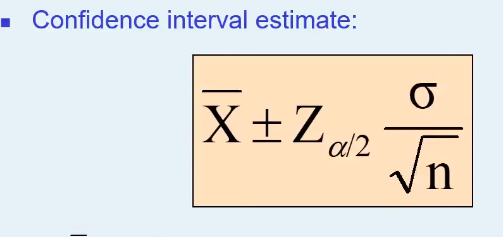 Confidence interval estimate:
X̅ ± Z_{α/2} σ/√n